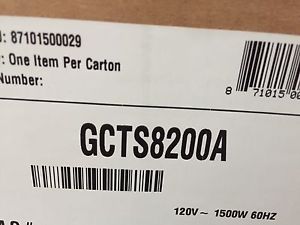 : 87101500029
: One Item Per Carton
Number:
8 71015 00
GCTS8200A
120V~ 1500W 60HZ